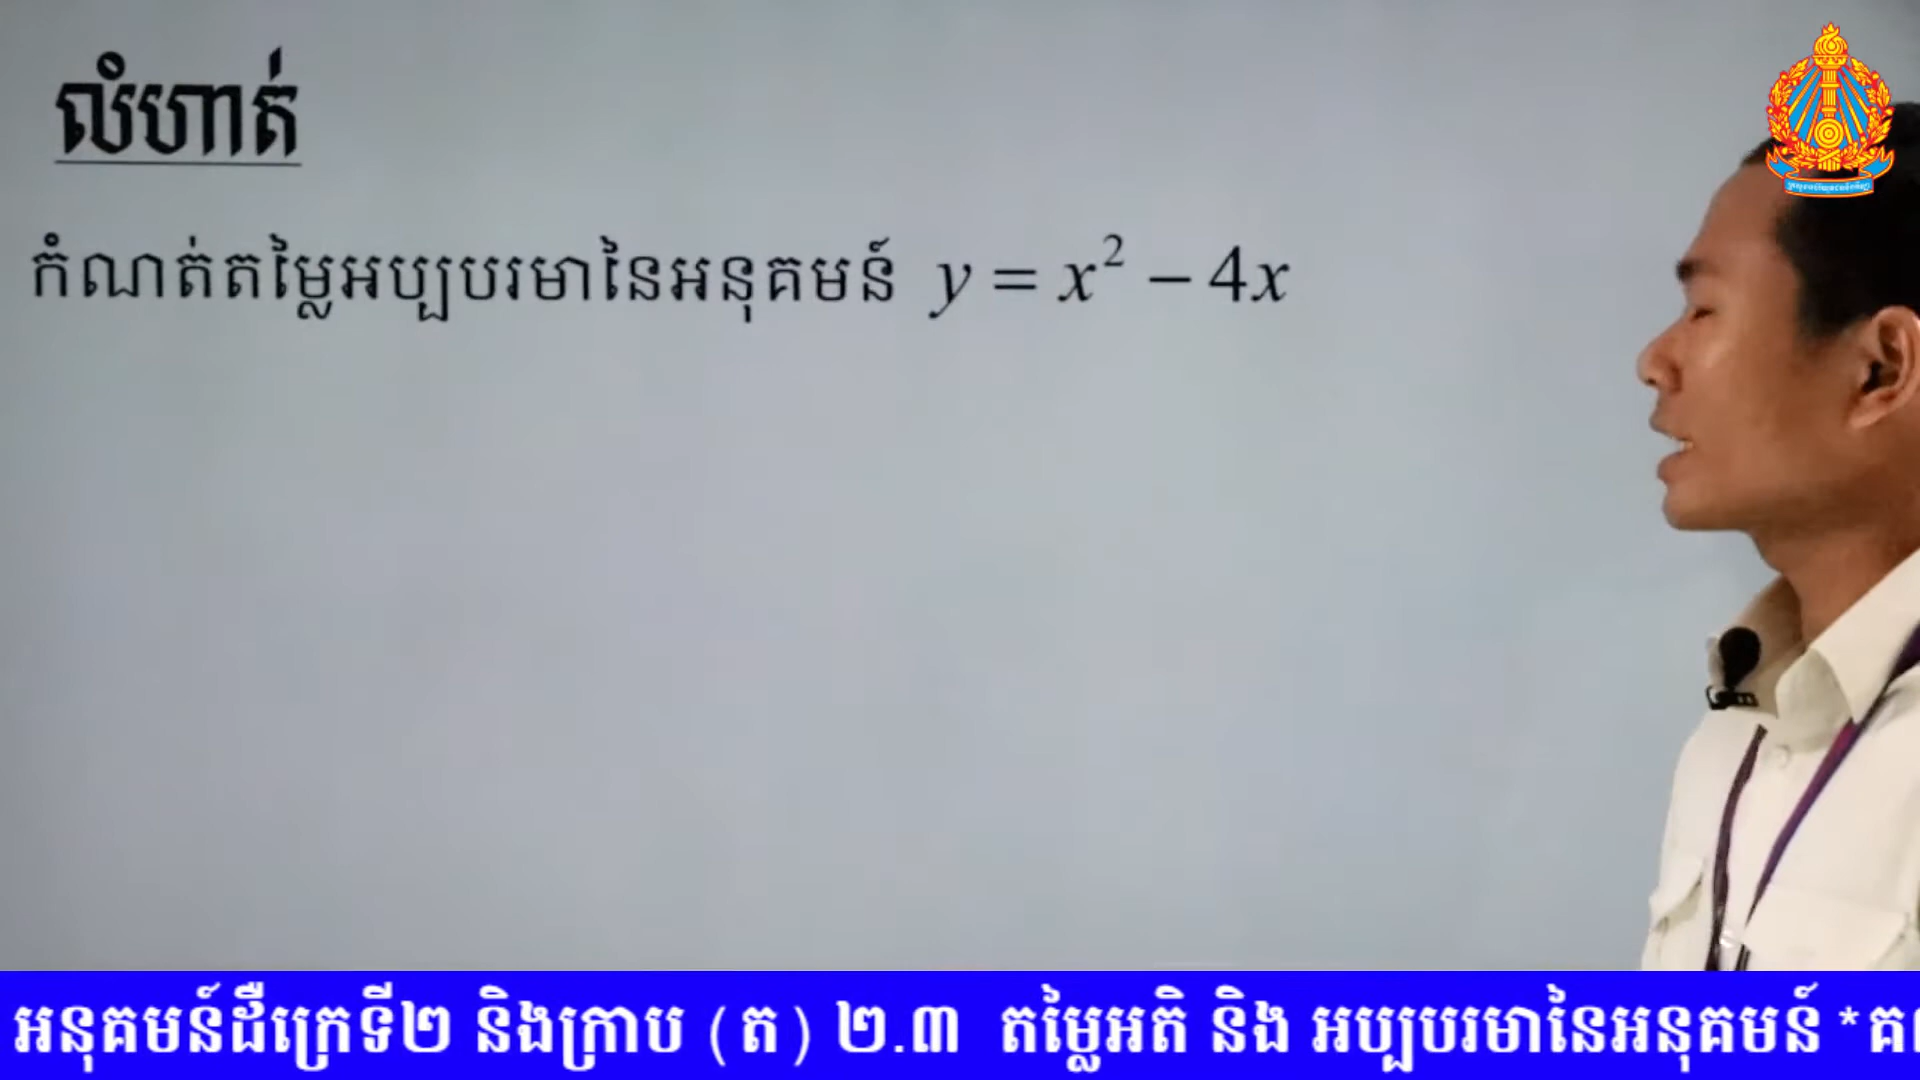 លំហាត់
កំណត់តម្លៃអប្បបរមានៃអនុគមន៍ y = x² − 4x
អនុគមន៍ដឺក្រេទី២ និងក្រាប (ត) ២.៣ តម្លៃអតិ និង អប្បបរមានៃអនុគមន៍ *